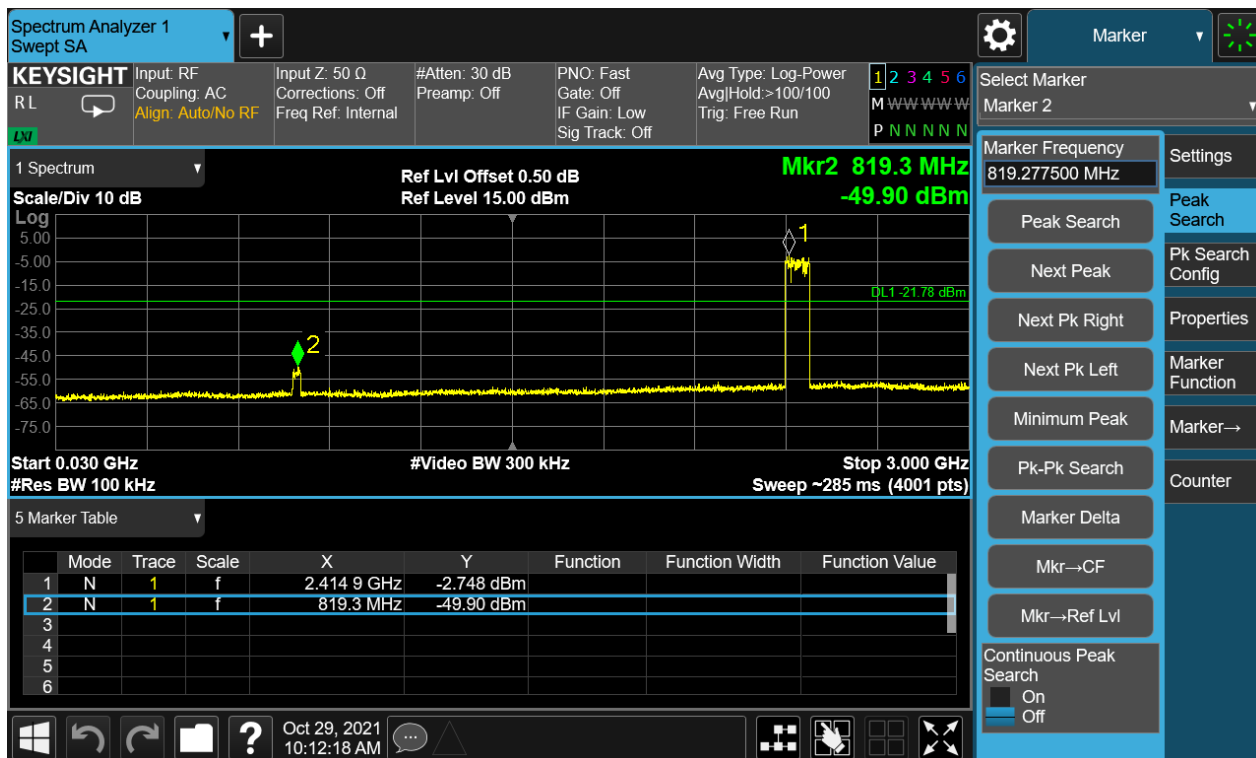 Spectrum Analyzer 1
Swept SA
Marker
KEYSIGHT
R L
LXI
Input: RF
Coupling: AC
Align: Auto/No RF
Input Z: 50 Ω
Corrections: Off
Freq Ref: Internal
#Atten: 30 dB
Preamp: Off
PNO: Fast
Gate: Off
IF Gain: Low
Sig Track: Off
Avg Type: Log-Power
Avg|Hold:>100/100
Trig: Free Run
1 2 3 4 5 6
M W W W W W
P N N N N N
Select Marker
Marker 2
1 Spectrum
Scale/Div 10 dB
Ref Lvl Offset 0.50 dB
Ref Level 15.00 dBm
Mkr2 819.3 MHz
-49.90 dBm
Log
5.00
-5.00
-15.0
-25.0
-35.0
-45.0
-55.0
-65.0
-75.0
1
2
DL1 -21.78 dBm
Start 0.030 GHz
#Res BW 100 kHz
#Video BW 300 kHz
Stop 3.000 GHz
Sweep ~285 ms (4001 pts)
5 Marker Table
Mode Trace Scale X Y Function Function Width Function Value
1 N 1 f 2.414 9 GHz -2.748 dBm
2 N 1 f 819.3 MHz -49.90 dBm
3
4
5
6
Marker Frequency
819.277500 MHz
Peak Search
Next Peak
Next Pk Right
Next Pk Left
Minimum Peak
Pk-Pk Search
Marker Delta
Mkr→CF
Mkr→Ref Lvl
Continuous Peak
Search
On
Off
Settings
Peak
Search
Pk Search
Config
Properties
Marker
Function
Marker→
Counter
?
Oct 29, 2021
10:12:18 AM